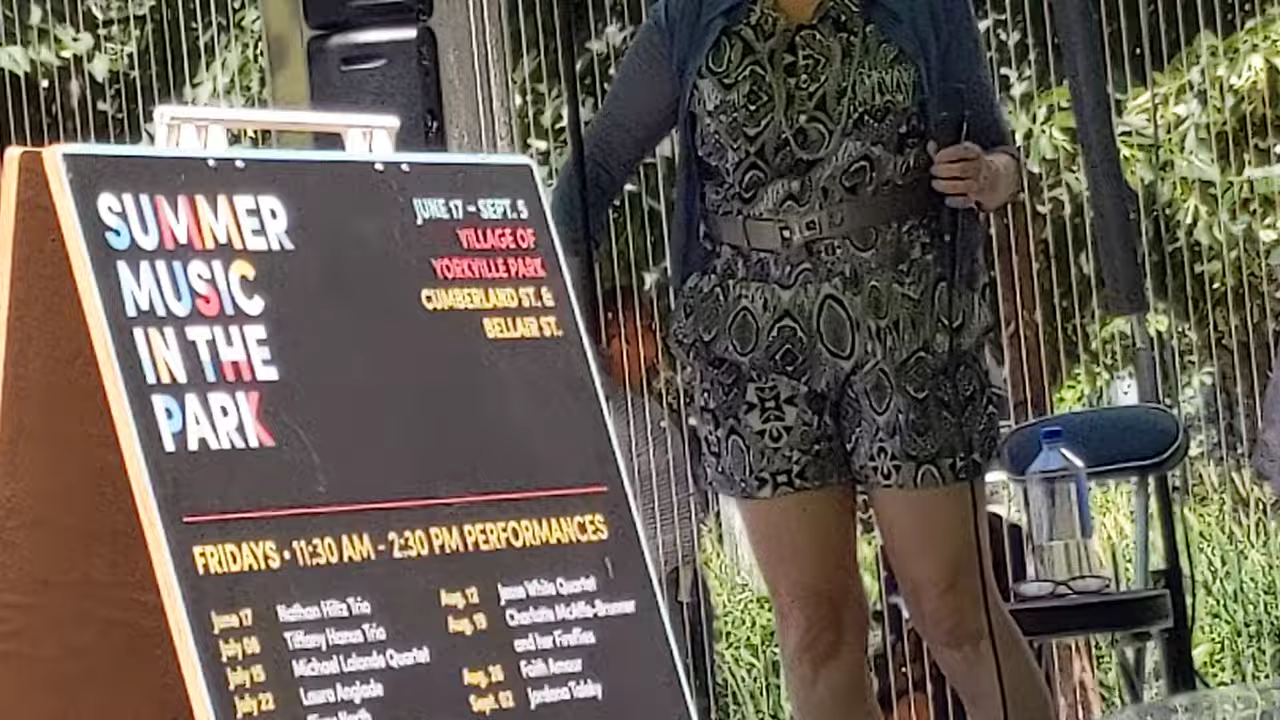 SUMMER
MUSIC
IN THE
PARK
JUNE 17 - SEPT. 5
VILLAGE OF
YORKVILLE PARK
CUMBERLAND ST. &
BELLAIR ST.
FRIDAYS • 11:30 AM - 2:30 PM PERFORMANCES
June 17 Nathan Hiltz Trio
July 08 Tiffany Hanus Trio
July 15 Michael Lalonde Quartet
July 22 Laura Anglade
Aug. 12 Jesse White Quartet
Aug. 19 Charlotte McAfee-Brunner
and her Fireflies
Aug. 26 Faith Amour
Sept. 02 Jordana Talsky